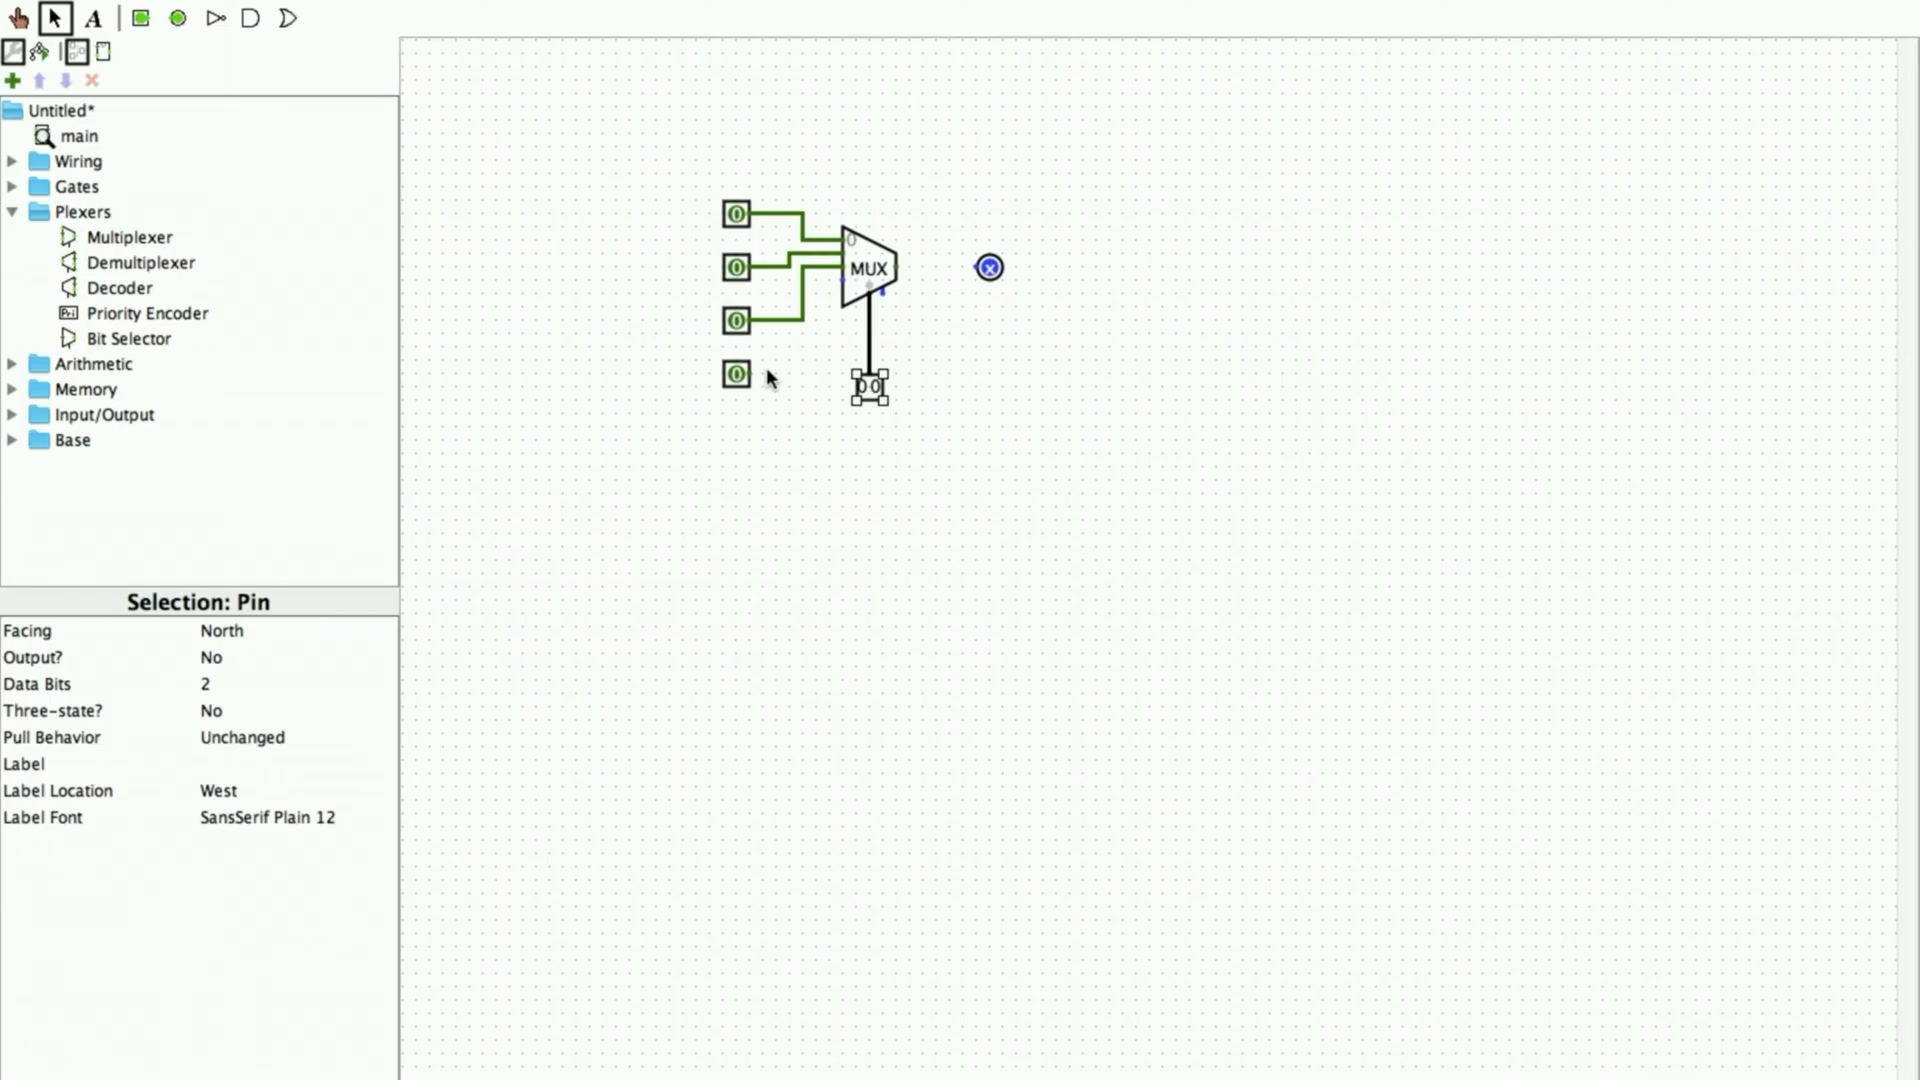 A
Untitled*
main
Wiring
Gates
Plexers
Multiplexer
Demultiplexer
Decoder
Pri Priority Encoder
Bit Selector
Arithmetic
Memory
Input/Output
Base
Selection: Pin
Facing North
Output? No
Data Bits 2
Three-state? No
Pull Behavior Unchanged
Label
Label Location West
Label Font SansSerif Plain 12
0
0
0
MUX
x
0
0
00